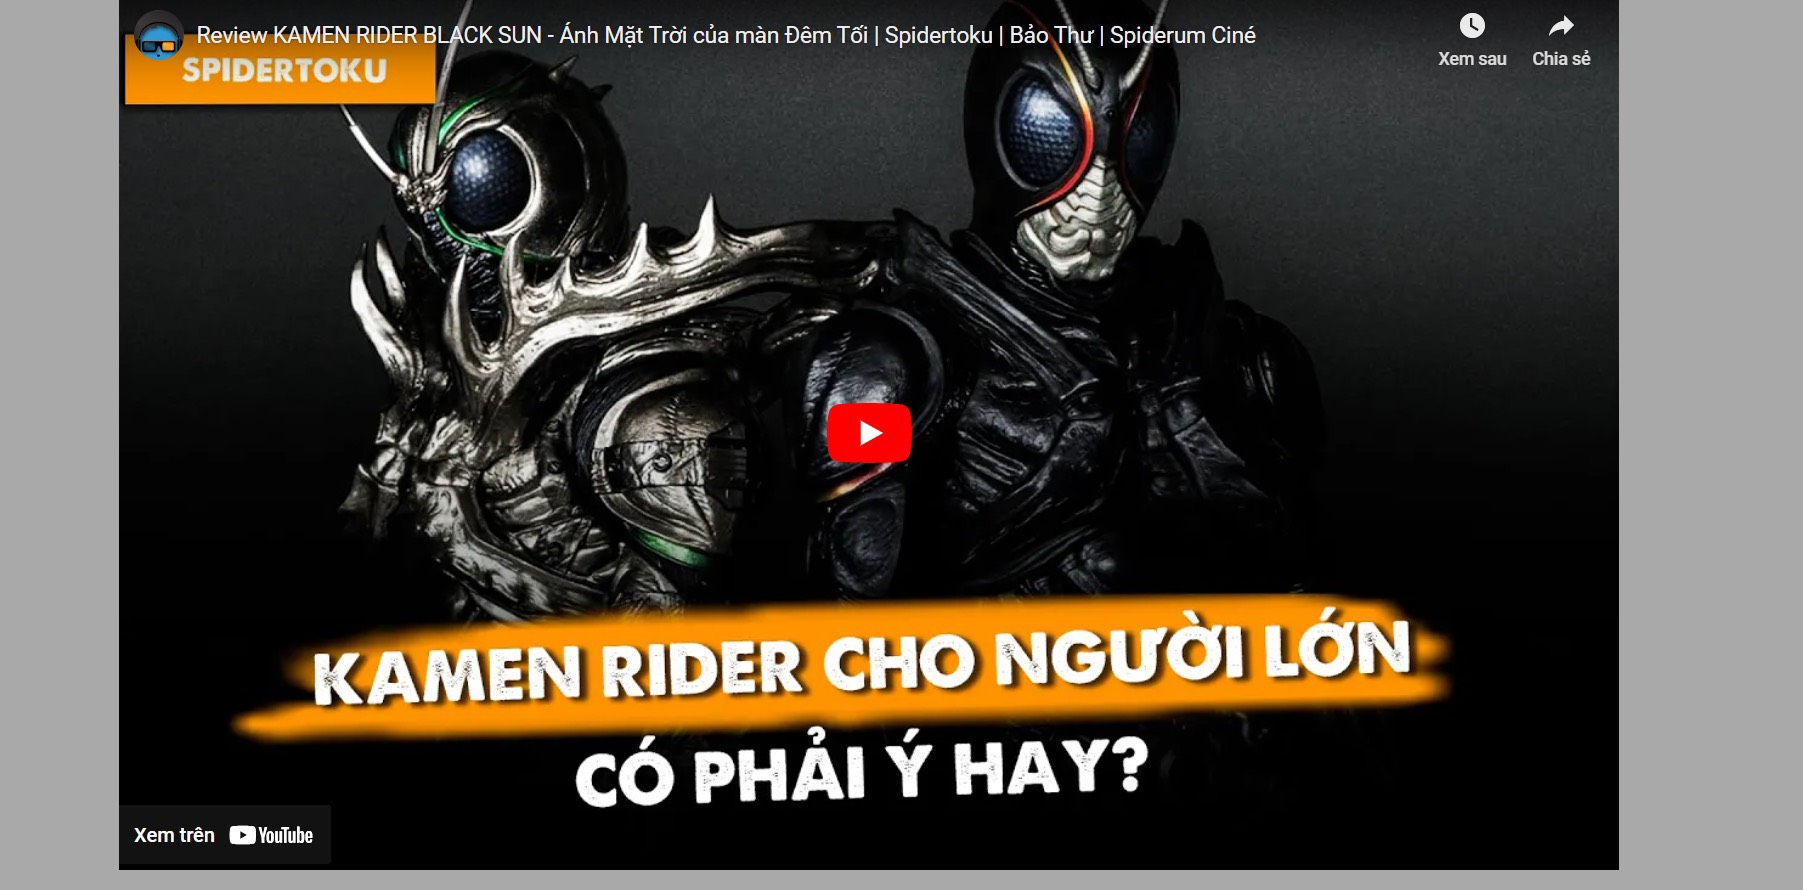 Review KAMEN RIDER BLACK SUN - Ánh Mặt Trời của màn Đêm Tối | Spidertoku | Bảo Thư | Spiderum Ciné
Xem sau
Chia sẻ
SPIDERTOKU
KAMEN RIDER CHO NGƯỜI LỚN
CÓ PHẢI Ý HAY?
Xem trên YouTube